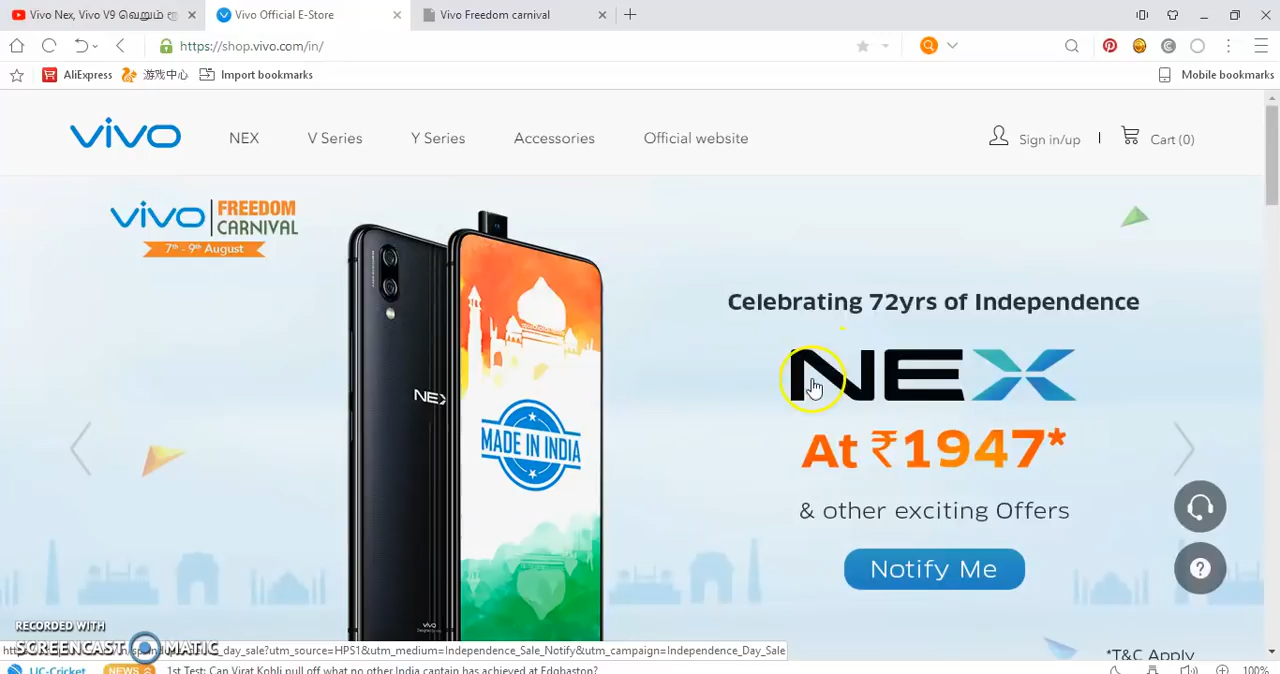 Vivo Nex, Vivo V9 வெறும்
Vivo Official E-Store
Vivo Freedom carnival
https://shop.vivo.com/in/
AliExpress
游戏中心
Import bookmarks
Mobile bookmarks
vivo
NEX
V Series
Y Series
Accessories
Official website
Sign in/up
Cart (0)
vivo FREEDOM
CARNIVAL
7th - 9th August
Celebrating 72yrs of Independence
NEX
At ₹1947*
& other exciting Offers
Notify Me
*T&C Apply
NEX
MADE IN INDIA
vivo
RECORDED WITH
SCREENCAST MATIC
_day_sale?utm_source=HPS1&utm_medium=Independence_Sale_Notify&utm_campaign=Independence_Day_Sale
UC-Cricket
NEWS
1st Test: Can Virat Kohli pull off what no other India captain has achieved at Edgbaston?
100%